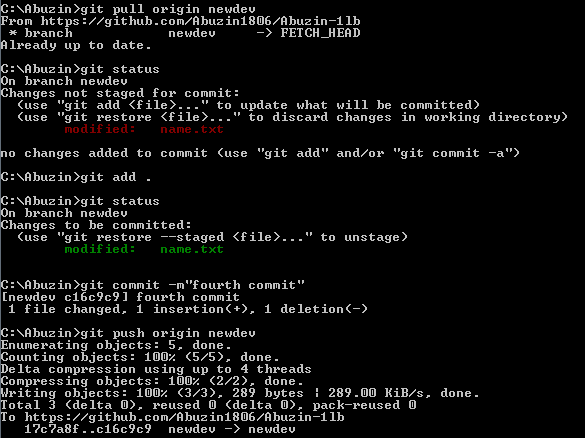 C:\Abuzin>git pull origin newdev
From https://github.com/Abuzin1806/Abuzin-1lb
 * branch            newdev     -> FETCH_HEAD
Already up to date.
C:\Abuzin>git status
On branch newdev
Changes not staged for commit:
  (use "git add <file>..." to update what will be committed)
  (use "git restore <file>..." to discard changes in working directory)
        modified:   name.txt
no changes added to commit (use "git add" and/or "git commit -a")
C:\Abuzin>git add .
C:\Abuzin>git status
On branch newdev
Changes to be committed:
  (use "git restore --staged <file>..." to unstage)
        modified:   name.txt
C:\Abuzin>git commit -m"fourth commit"
[newdev c16c9c9] fourth commit
 1 file changed, 1 insertion(+), 1 deletion(-)
C:\Abuzin>git push origin newdev
Enumerating objects: 5, done.
Counting objects: 100% (5/5), done.
Delta compression using up to 4 threads
Compressing objects: 100% (2/2), done.
Writing objects: 100% (3/3), 289 bytes ¦ 289.00 KiB/s, done.
Total 3 (delta 0), reused 0 (delta 0), pack-reused 0
To https://github.com/Abuzin1806/Abuzin-1lb
   17c7a8f..c16c9c9  newdev -> newdev